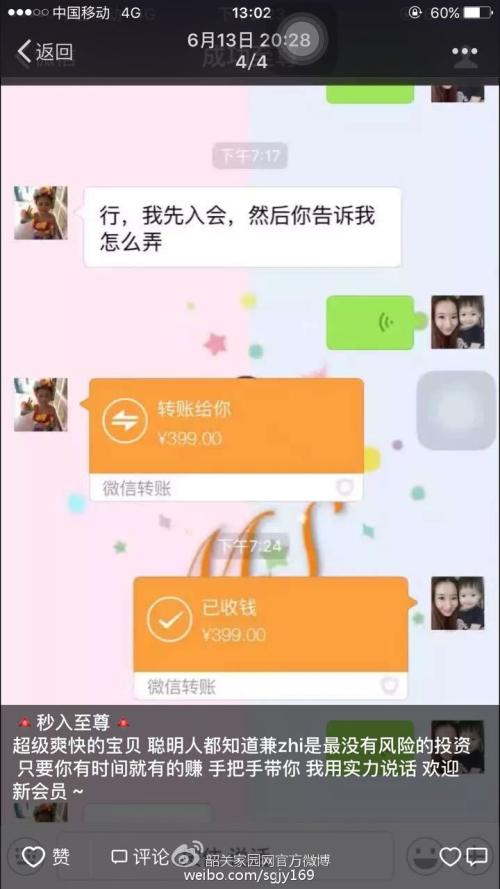 中国移动 4G 13:02 60%
6月13日 20:28
返回
4/4
下午7:17
行，我先入会，然后你告诉我
怎么弄
转账给你
¥399.00
微信转账
下午7:24
已收钱
¥399.00
微信转账
秒入至尊
超级爽快的宝贝 聪明人都知道兼zhi是最没有风险的投资
只要你有时间就有的赚 手把手带你 我用实力说话 欢迎
新会员 ~
赞 评论
韶关家园网官方微博
weibo.com/sgjy169